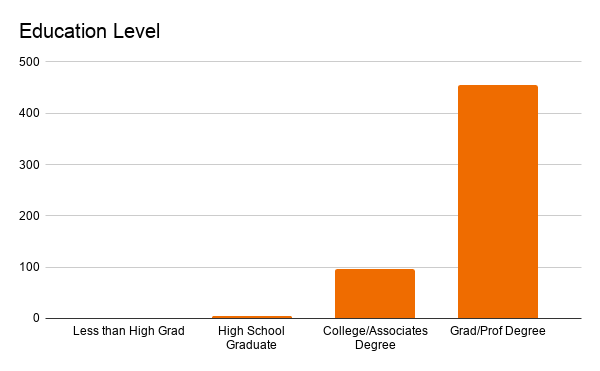 Education Level
500
400
300
200
100
0
Less than High Grad
High School
Graduate
College/Associates
Degree
Grad/Prof Degree